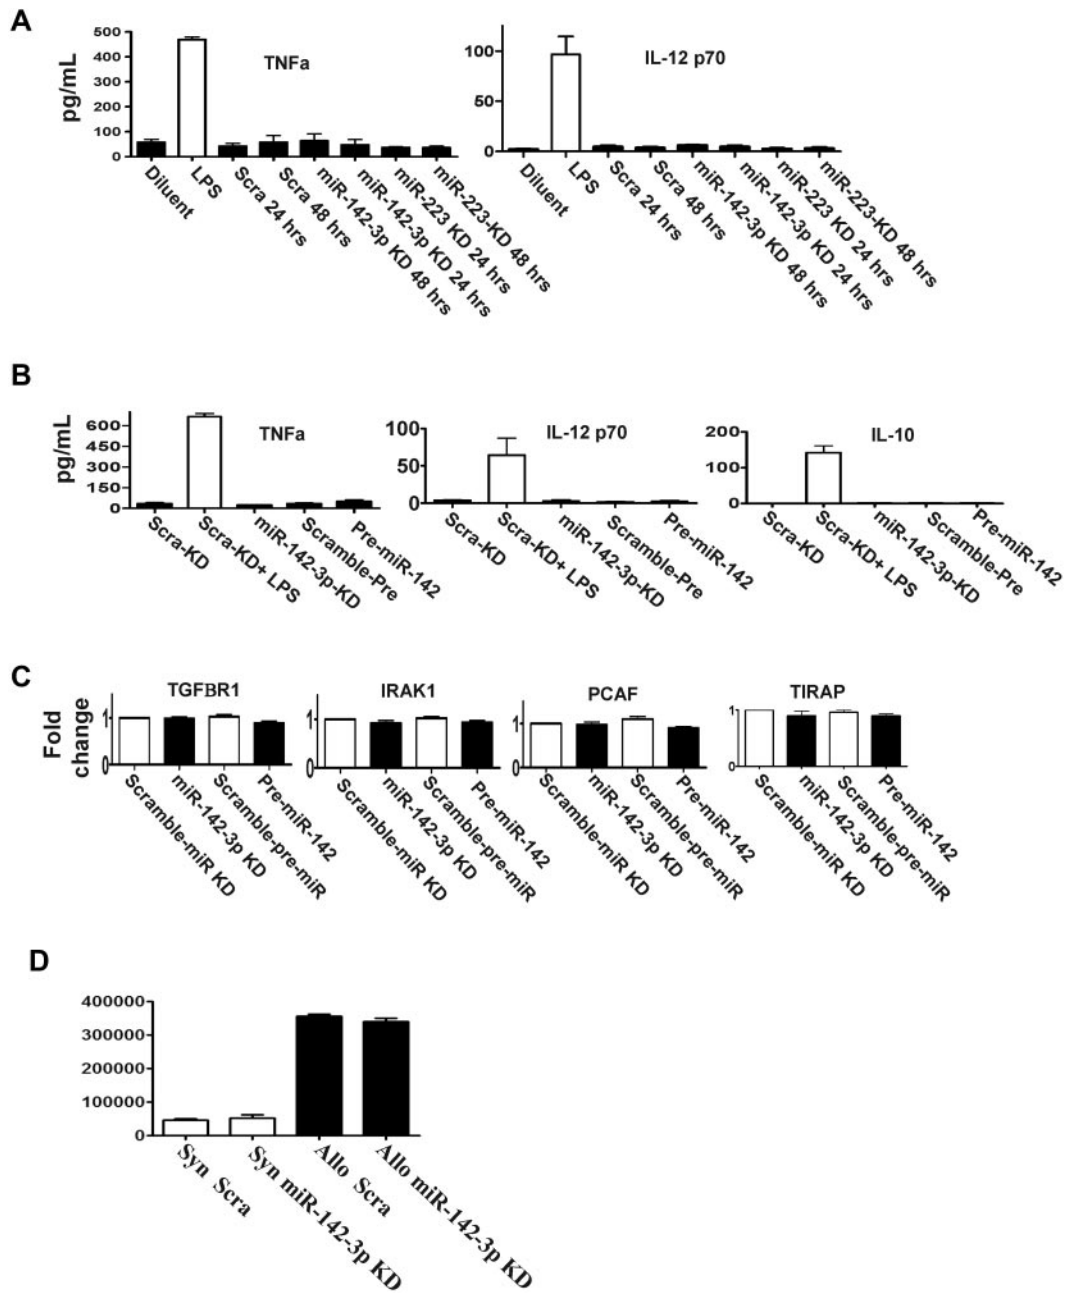 A
TNFa
pg/mL
500
400
300
200
100
0
Diluent
LPS
Scra 24 hrs
Scra 48 hrs
miR-142-3p KD 48 hrs
miR-142-3p KD 24 hrs
miR-223 KD 24 hrs
miR-223-KD 48 hrs
IL-12 p70
100
50
0
Diluent
LPS
Scra 24 hrs
Scra 48 hrs
miR-142-3p KD 48 hrs
miR-142-3p KD 24 hrs
miR-223 KD 24 hrs
miR-223-KD 48 hrs
B
TNFa
pg/mL
600
450
300
150
0
Scra-KD
Scra-KD+ LPS
miR-142-3p-KD
Scramble-Pre
Pre-miR-142
IL-12 p70
100
50
0
Scra-KD
Scra-KD+ LPS
miR-142-3p-KD
Scramble-Pre
Pre-miR-142
IL-10
200
100
0
Scra-KD
Scra-KD+ LPS
miR-142-3p-KD
Scramble-Pre
Pre-miR-142
C
TGFBR1
Fold
change
1
0
Scramble-miR KD
miR-142-3p KD
Scramble-pre-miR
Pre-miR-142
IRAK1
1
0
Scramble-miR KD
miR-142-3p KD
Scramble-pre-miR
Pre-miR-142
PCAF
1
0
Scramble-miR KD
miR-142-3p KD
Scramble-pre-miR
Pre-miR-142
TIRAP
1
0
Scramble-miR KD
miR-142-3p KD
Scramble-pre-miR
Pre-miR-142
D
400000
300000
200000
100000
0
Syn Scra
Syn miR-142-3p KD
Allo Scra
Allo miR-142-3p KD